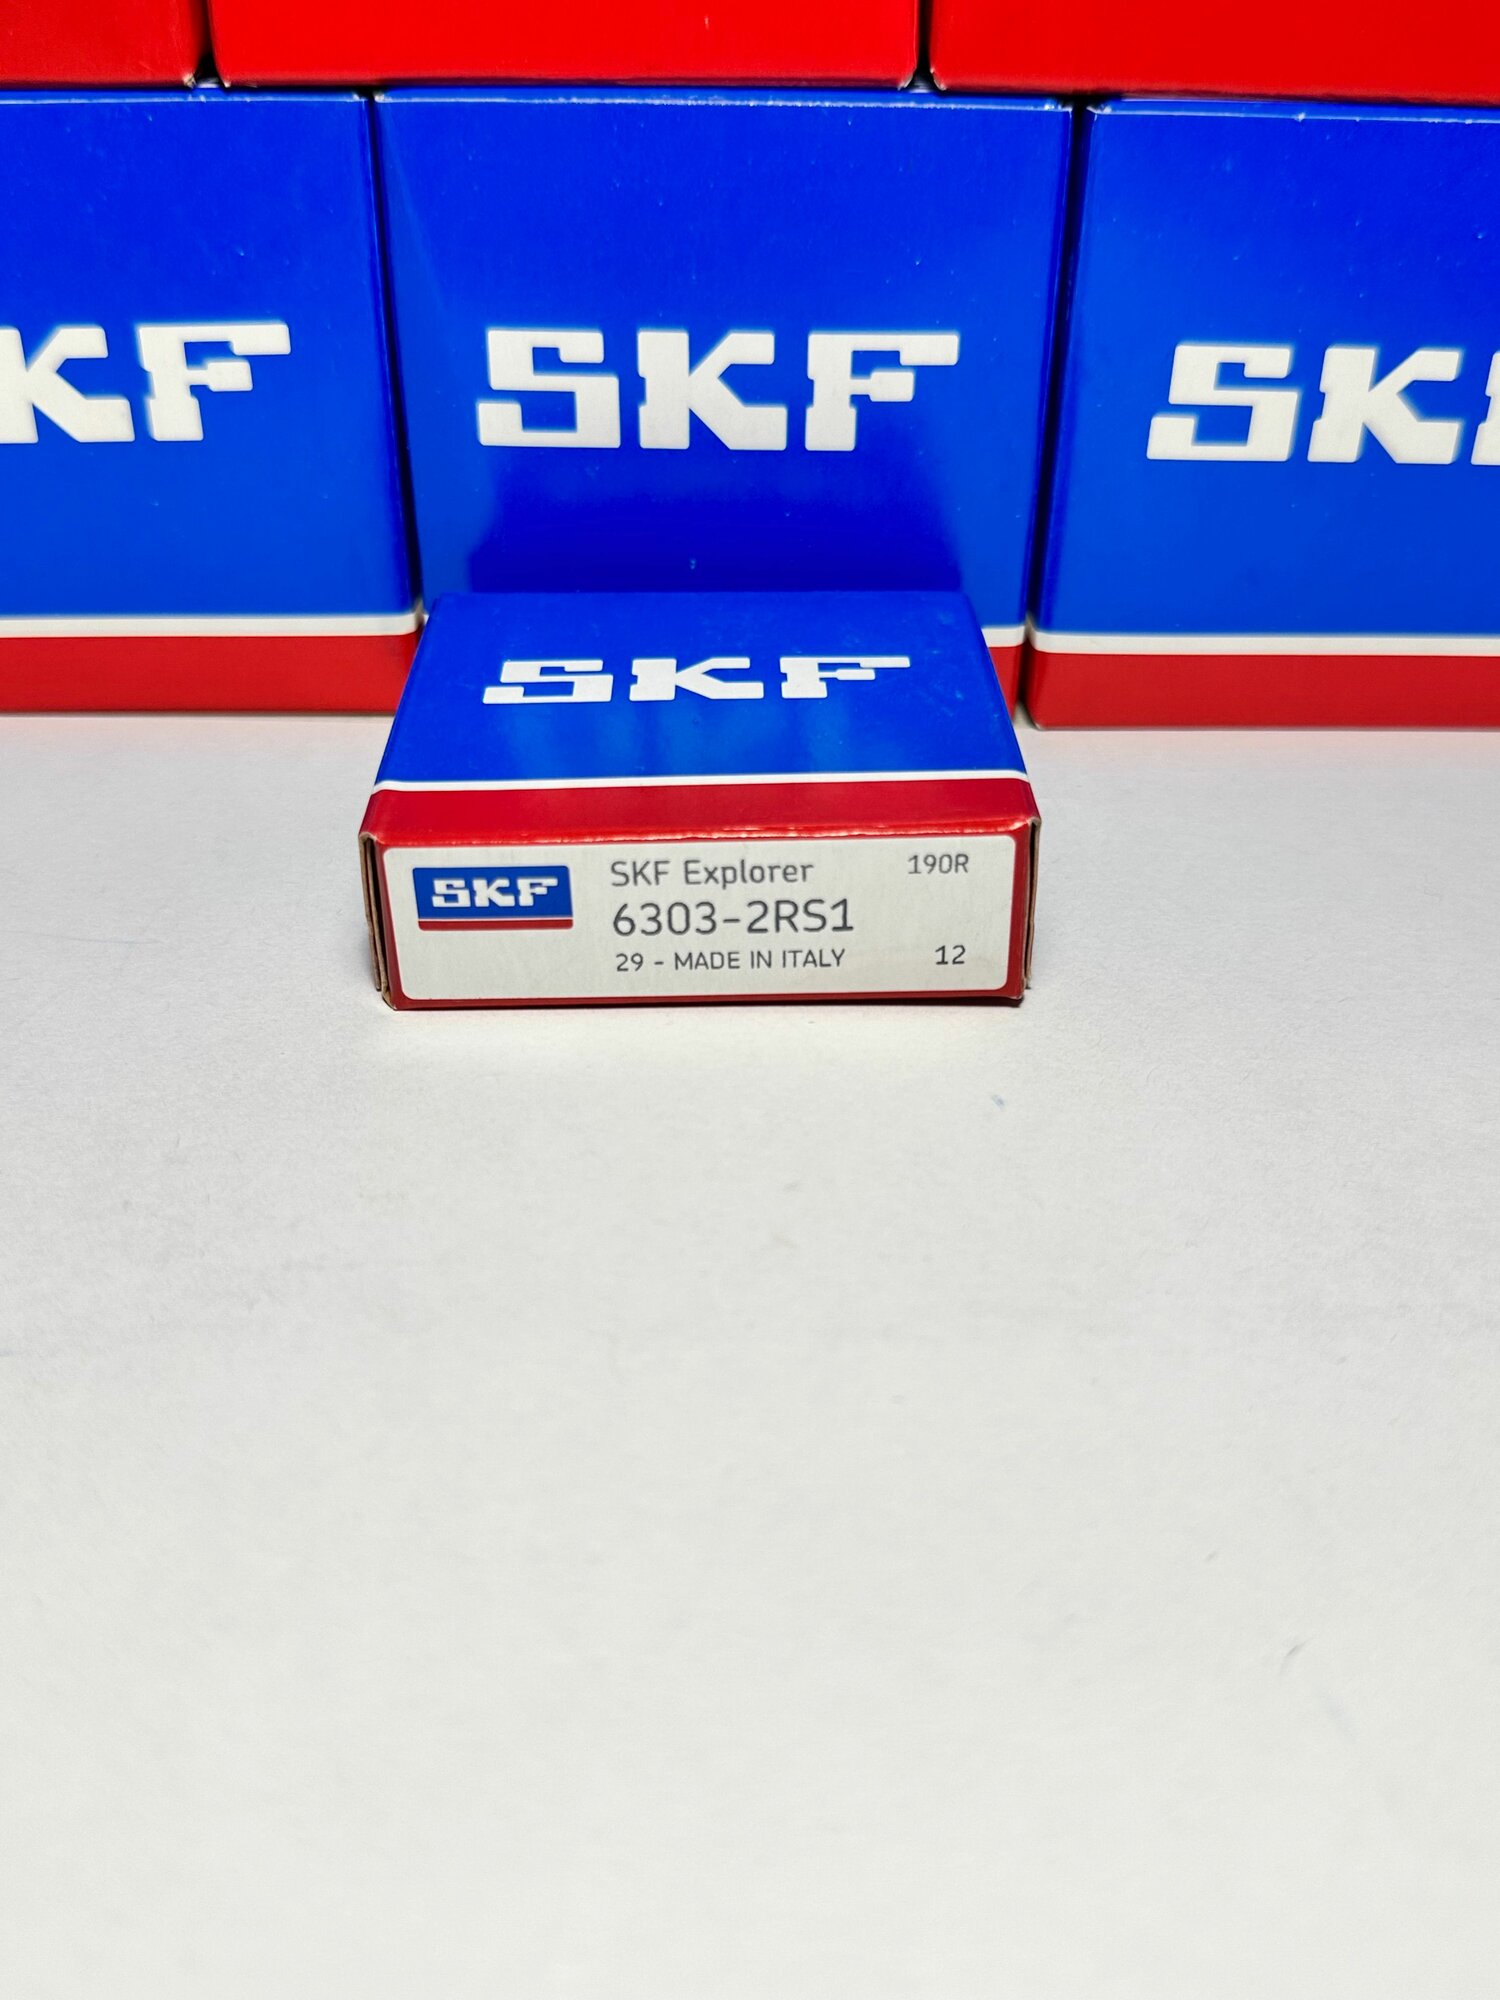 SKF
SKF
SKF
SKF
SKF
SKF Explorer
190R
6303-2RS1
29 - MADE IN ITALY
12